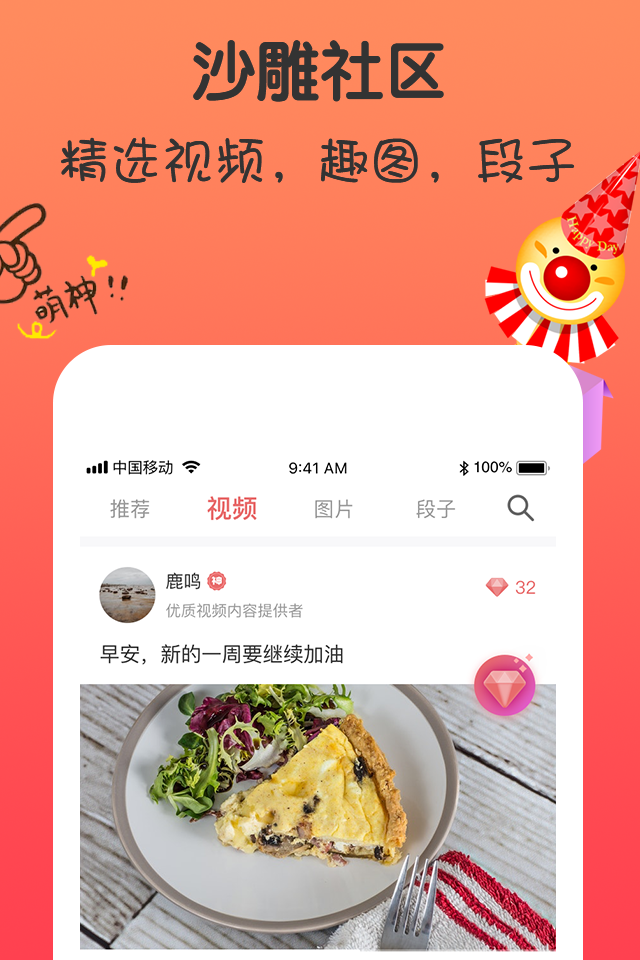 沙雕社区
精选视频，趣图，段子
Happy Day
萌神!!
中国移动 9:41 AM 100%
推荐 视频 图片 段子
鹿鸣 神
32
优质视频内容提供者
早安，新的一周要继续加油